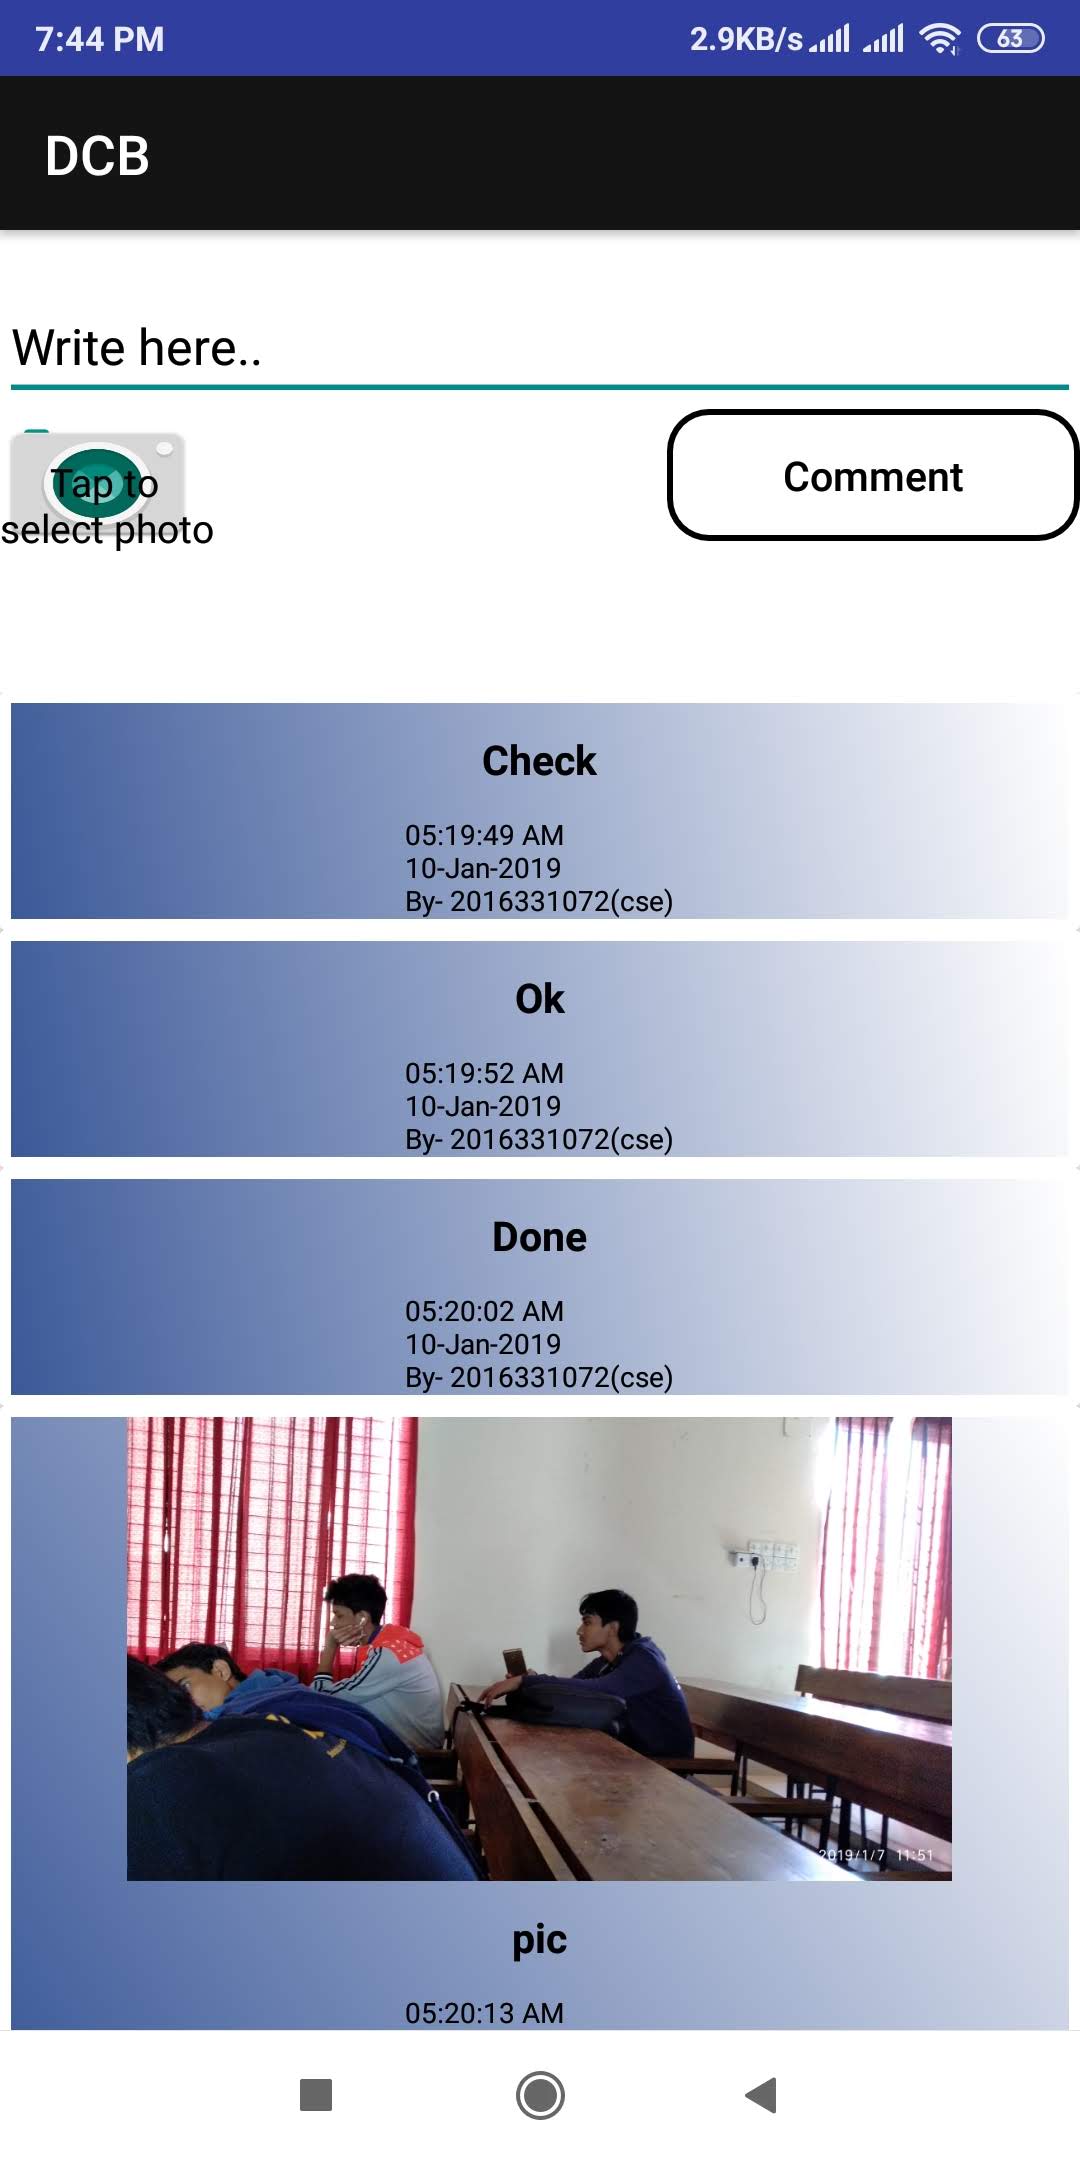 7:44 PM 2.9KB/s 63
DCB
Write here..
Tap to
select photo
Comment
Check
05:19:49 AM
10-Jan-2019
By- 2016331072(cse)
Ok
05:19:52 AM
10-Jan-2019
By- 2016331072(cse)
Done
05:20:02 AM
10-Jan-2019
By- 2016331072(cse)
2019/1/7 11:51
pic
05:20:13 AM